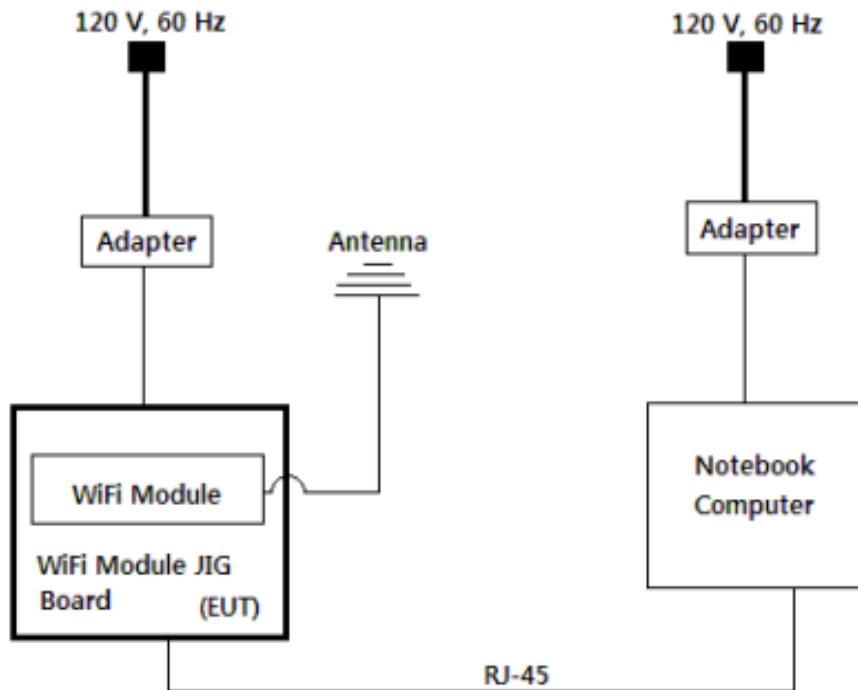 120 V, 60 Hz
120 V, 60 Hz
Adapter
Adapter
Antenna
WiFi Module
WiFi Module JIG
Board
(EUT)
Notebook
Computer
RJ-45